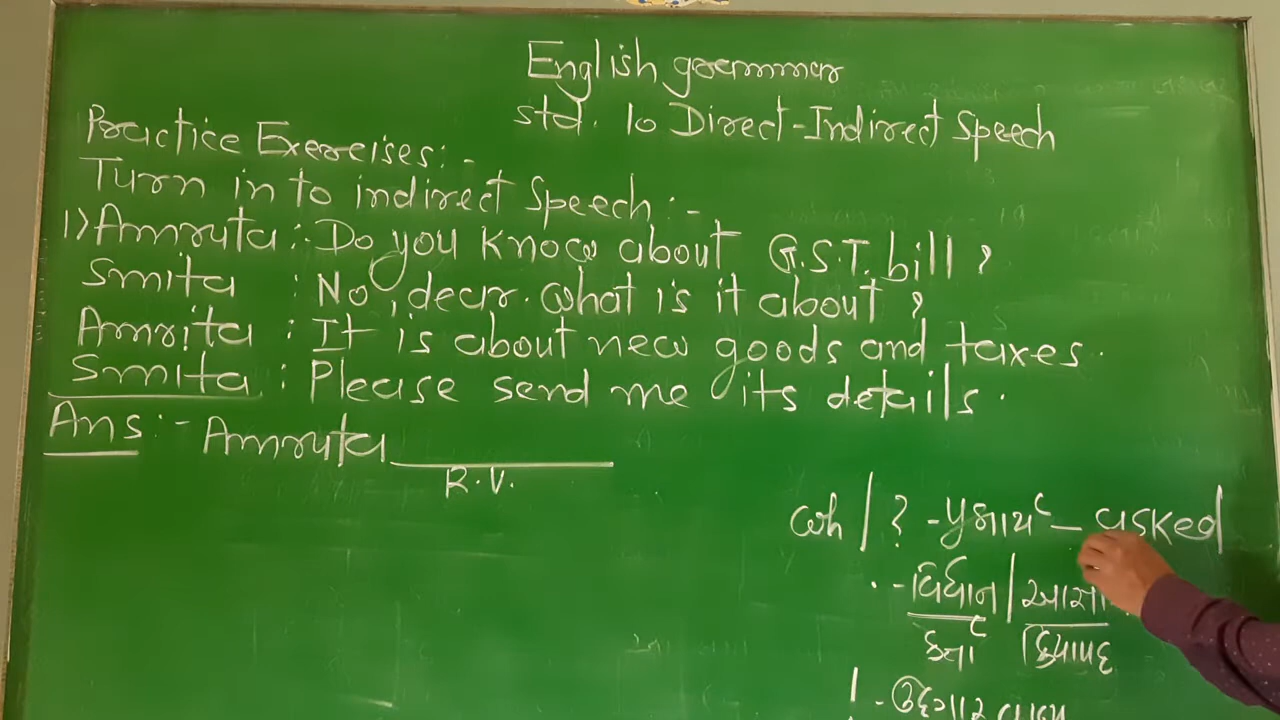 English grammar
Std. 10 Direct-Indirect Speech
Practice Exercises:-
Turn in to indirect Speech:-
1) Amruta :- Do you know about G.S.T. bill ?
Smita : No, dear. What is it about ?
Amrita : It is about new goods and taxes.
Smita : Please send me its details.
Ans :- Amruta ____
R.V.
Wh / ? - પ્રશ્નાર્થ - asked
. - વિધાન / આજ્ઞા
કર્તા ક્રિયાપદ
! - ઉદગાર વાક્ય